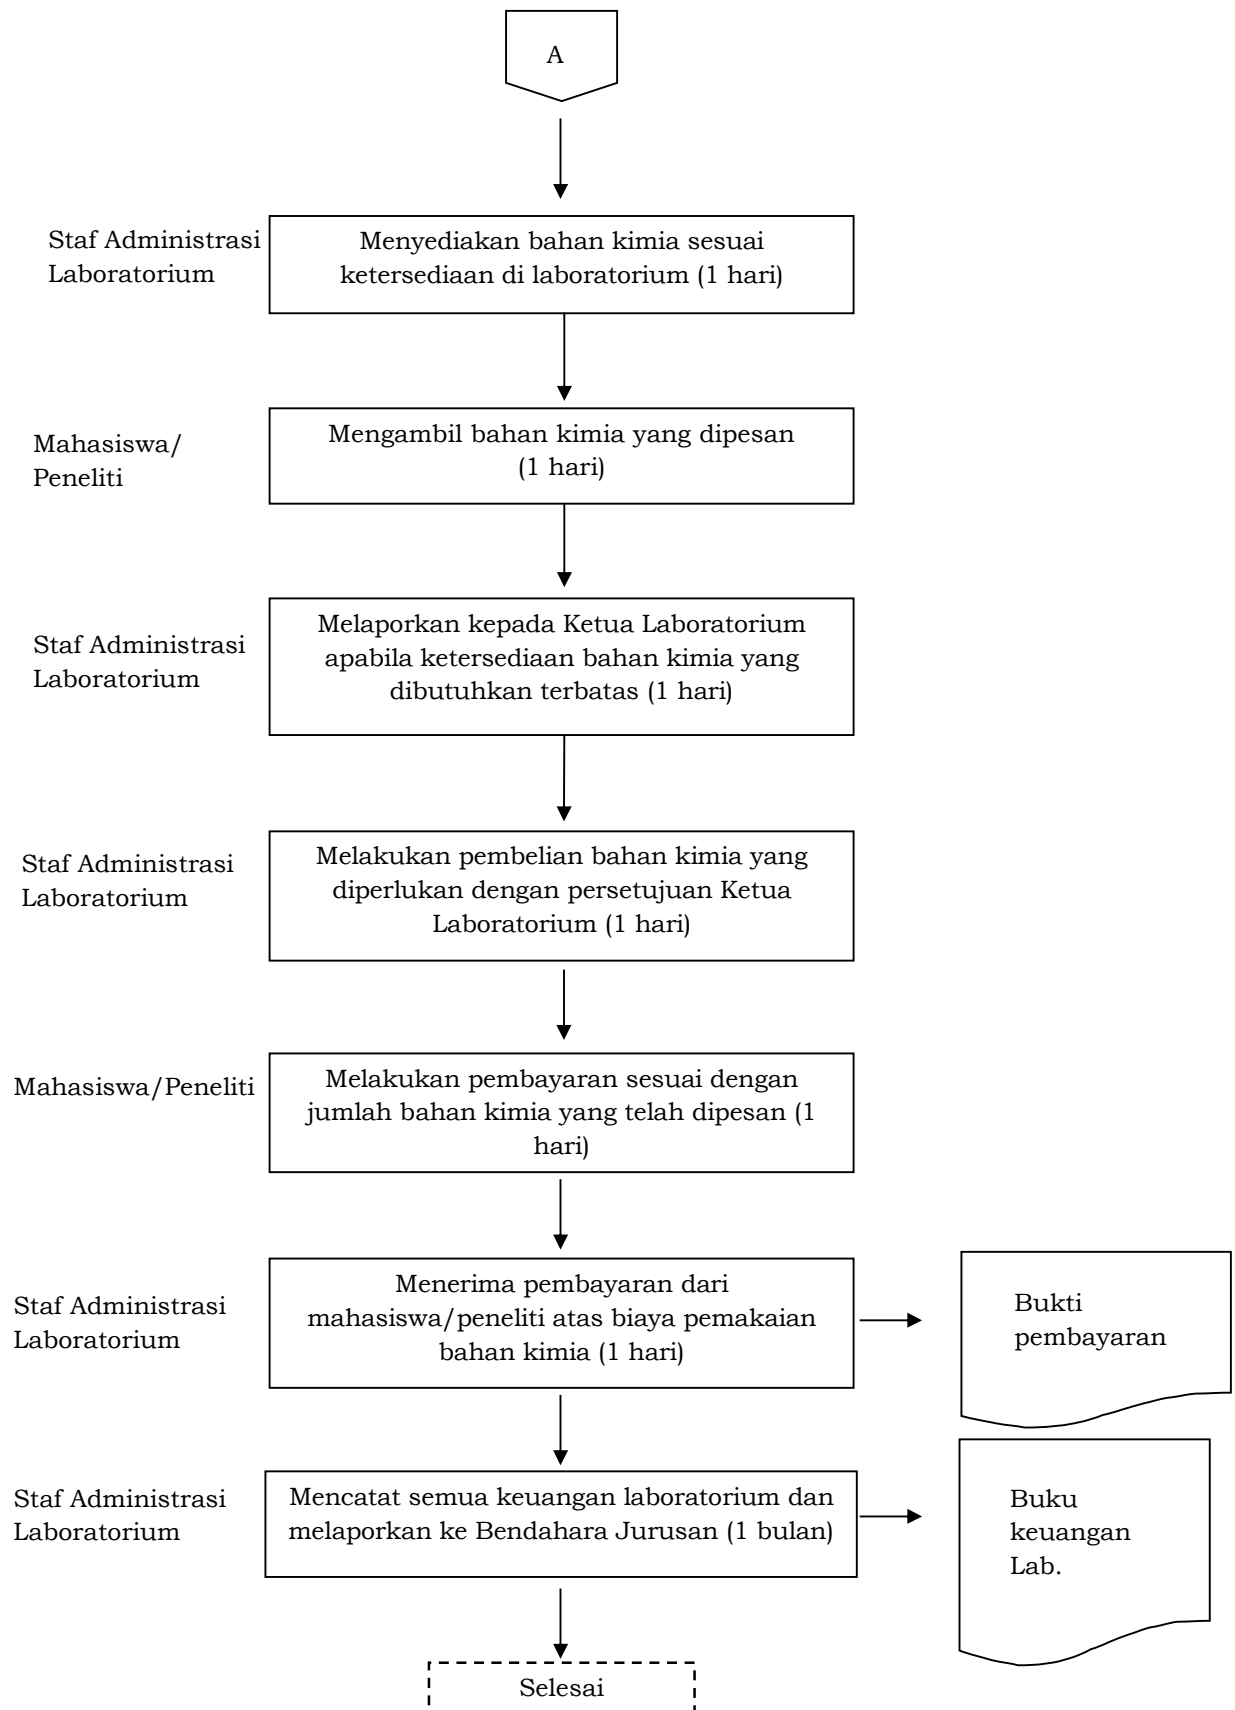 A
Staf Administrasi
Laboratorium
Menyediakan bahan kimia sesuai
ketersediaan di laboratorium (1 hari)
Mahasiswa/
Peneliti
Mengambil bahan kimia yang dipesan
(1 hari)
Staf Administrasi
Laboratorium
Melaporkan kepada Ketua Laboratorium
apabila ketersediaan bahan kimia yang
dibutuhkan terbatas (1 hari)
Staf Administrasi
Laboratorium
Melakukan pembelian bahan kimia yang
diperlukan dengan persetujuan Ketua
Laboratorium (1 hari)
Mahasiswa/Peneliti
Melakukan pembayaran sesuai dengan
jumlah bahan kimia yang telah dipesan (1
hari)
Staf Administrasi
Laboratorium
Menerima pembayaran dari
mahasiswa/peneliti atas biaya pemakaian
bahan kimia (1 hari)
Bukti
pembayaran
Staf Administrasi
Laboratorium
Mencatat semua keuangan laboratorium dan
melaporkan ke Bendahara Jurusan (1 bulan)
Buku
keuangan
Lab.
Selesai